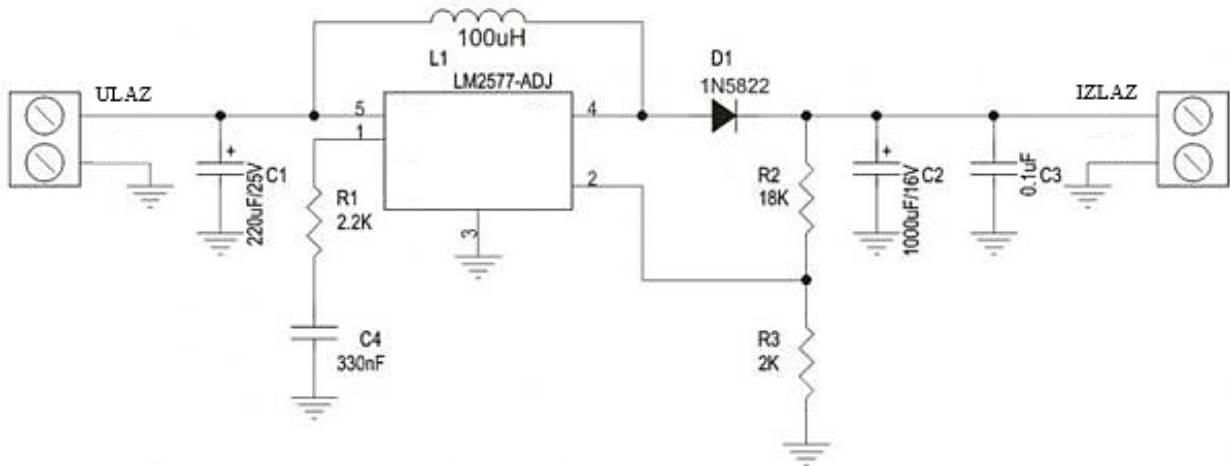 100uH
L1
LM2577-ADJ
D1
1N5822
ULAZ
IZLAZ
5
4
1
2
3
+
C1
220uF/25V
R1
2.2K
R2
18K
+
C2
1000uF/16V
C3
0.1uF
C4
330nF
R3
2K